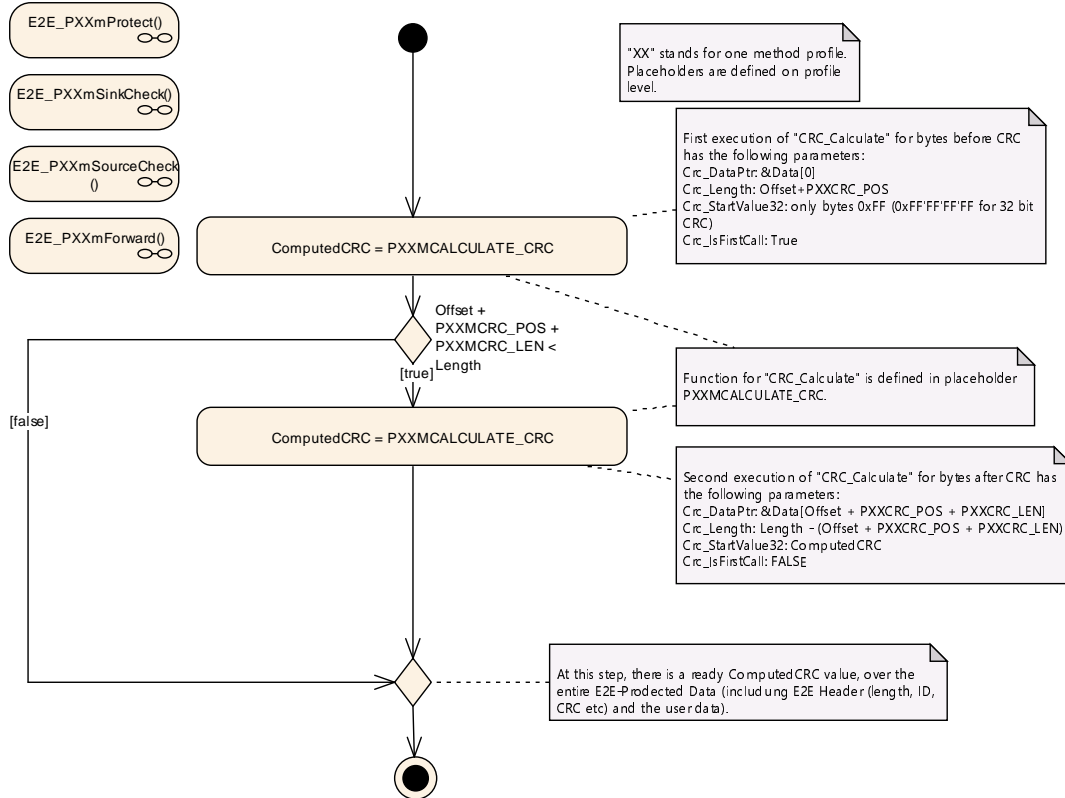 E2E_PXXmProtect()
E2E_PXXmSinkCheck()
E2E_PXXmSourceCheck
()
E2E_PXXmForward()
"XX" stands for one method profile.
Placeholders are defined on profile
level.
First execution of "CRC_Calculate" for bytes before CRC
has the following parameters:
Crc_DataPtr: &Data[0]
Crc_Length: Offset+PXXCRC_POS
Crc_StartValue32: only bytes 0xFF (0xFF'FF'FF'FF for 32 bit
CRC)
Crc_IsFirstCall: True
ComputedCRC = PXXMCALCULATE_CRC
Offset +
PXXMCRC_POS +
PXXMCRC_LEN <
Length
[true]
[false]
Function for "CRC_Calculate" is defined in placeholder
PXXMCALCULATE_CRC.
ComputedCRC = PXXMCALCULATE_CRC
Second execution of "CRC_Calculate" for bytes after CRC has
the following parameters:
Crc_DataPtr: &Data[Offset + PXXCRC_POS + PXXCRC_LEN]
Crc_Length: Length - (Offset + PXXCRC_POS + PXXCRC_LEN)
Crc_StartValue32: ComputedCRC
Crc_IsFirstCall: FALSE
At this step, there is a ready ComputedCRC value, over the
entire E2E-Prodected Data (includung E2E Header (length, ID,
CRC etc) and the user data).